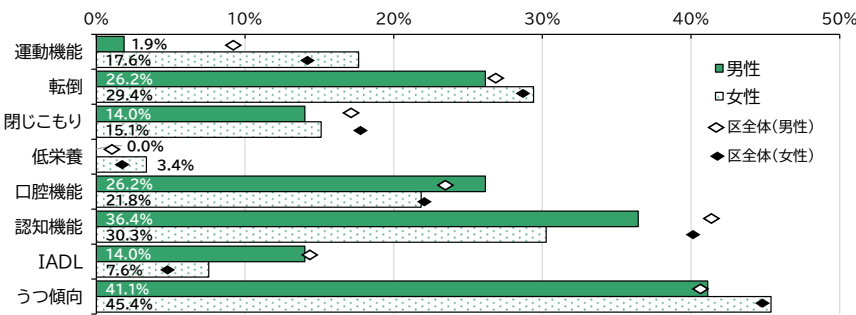 0% 10% 20% 30% 40% 50%
運動機能 1.9%
17.6%
転倒 26.2%
29.4%
閉じこもり 14.0%
15.1%
低栄養 0.0%
3.4%
口腔機能 26.2%
21.8%
認知機能 36.4%
30.3%
IADL 14.0%
7.6%
うつ傾向 41.1%
45.4%
男性
女性
区全体(男性)
区全体(女性)